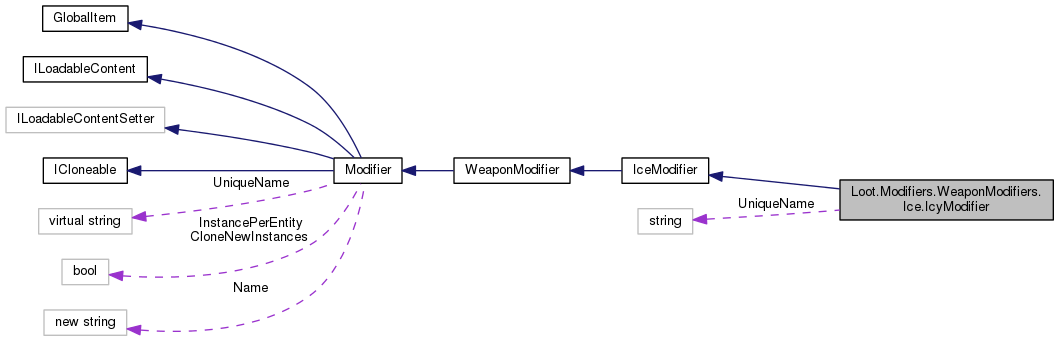 GlobalItem
ILoadableContent
ILoadableContentSetter
ICloneable
Modifier
WeaponModifier
IceModifier
Loot.Modifiers.WeaponModifiers.
Ice.IcyModifier
UniqueName
UniqueName
virtual string
string
InstancePerEntity
CloneNewInstances
bool
Name
new string